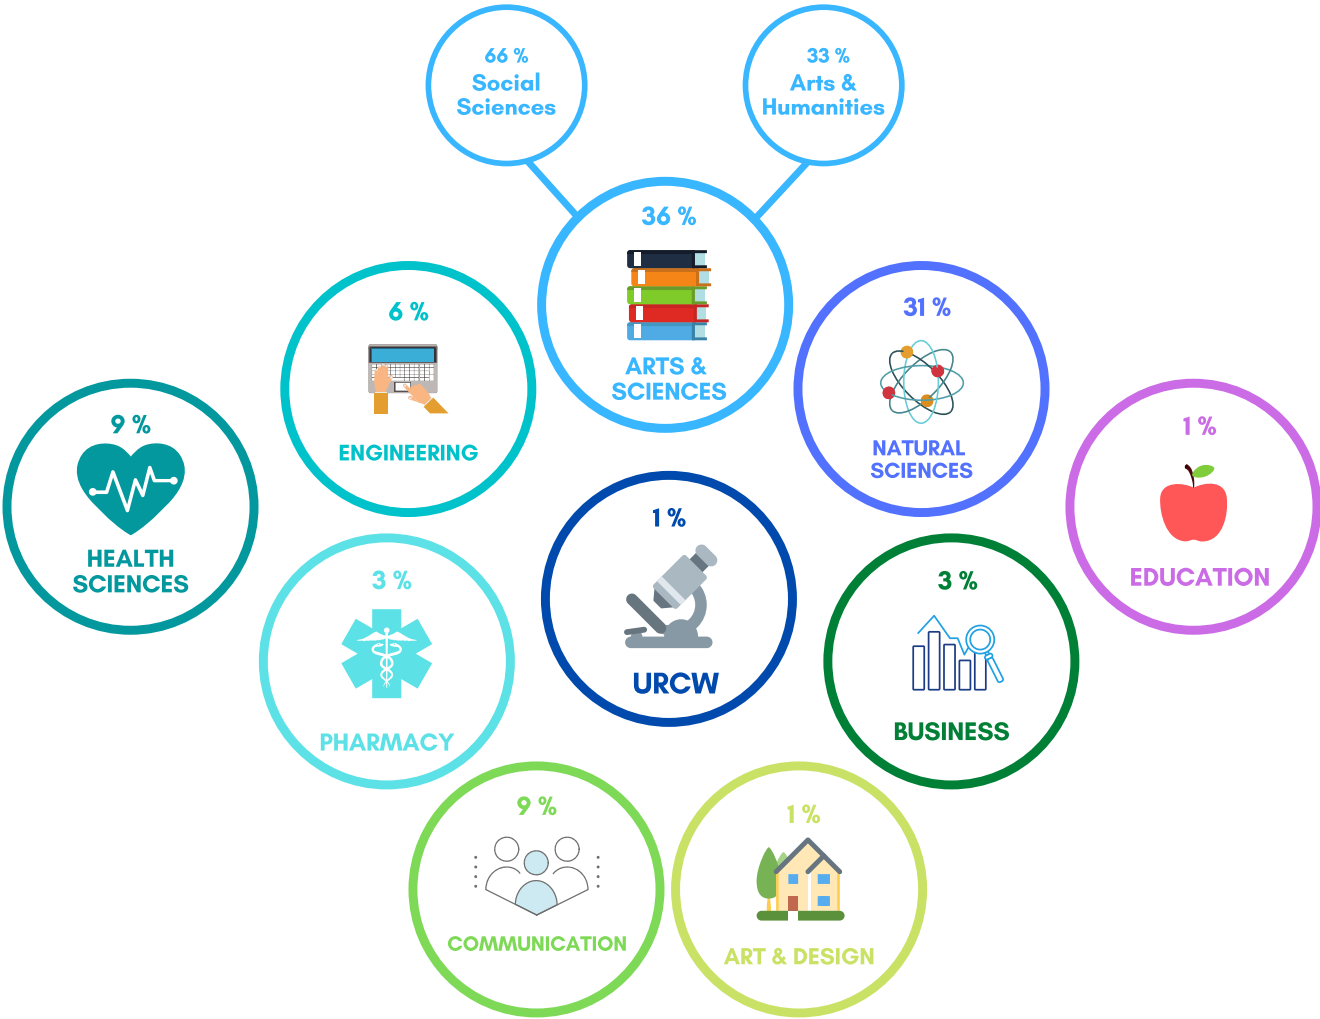 66 %
Social
Sciences
33 %
Arts &
Humanities
36 %
ARTS &
SCIENCES
6 %
ENGINEERING
31 %
NATURAL
SCIENCES
9 %
HEALTH
SCIENCES
1 %
EDUCATION
1 %
URCW
3 %
PHARMACY
3 %
BUSINESS
9 %
COMMUNICATION
1 %
ART & DESIGN